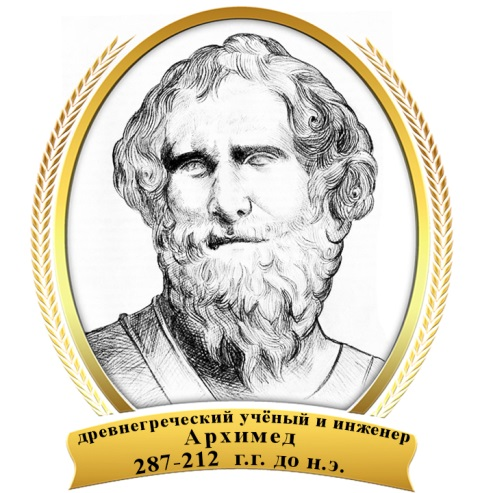 древнегреческий учёный и инженер
Архимед
287-212 г.г. до н.э.